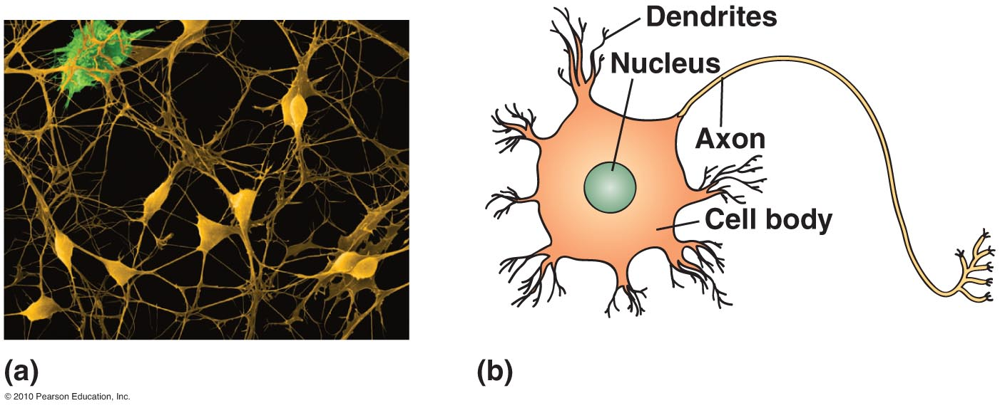 Dendrites
Nucleus
Axon
Cell body
(a)
(b)
© 2010 Pearson Education, Inc.